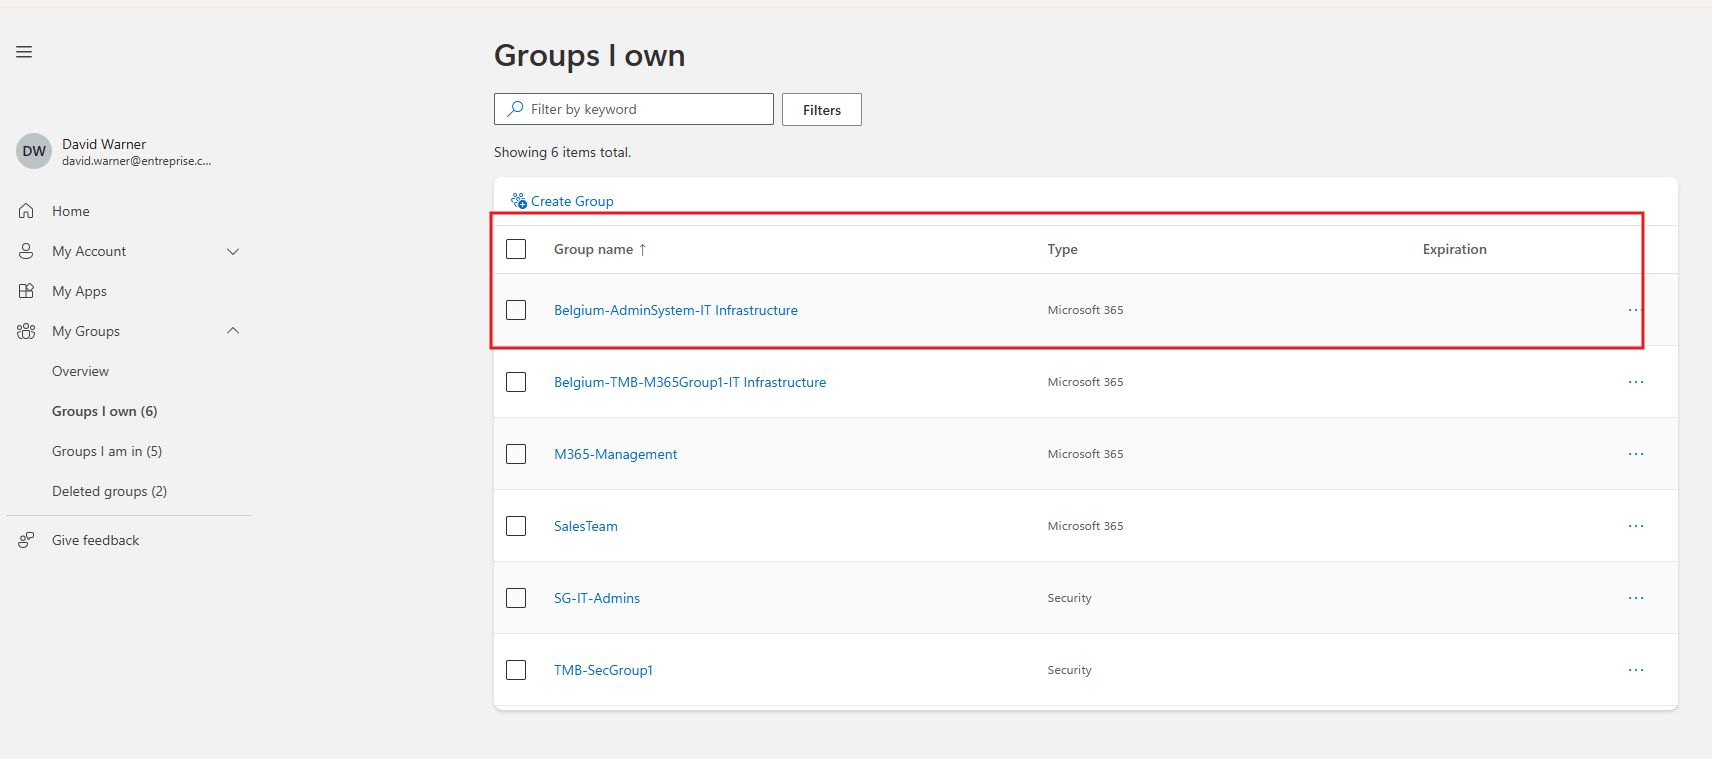 Groups I own
Filter by keyword
Filters
Showing 6 items total.
DW
David Warner
david.warner@entreprise.c...
Home
My Account
My Apps
My Groups
Overview
Groups I own (6)
Groups I am in (5)
Deleted groups (2)
Give feedback
Create Group
Group name ↑ Type Expiration
Belgium-AdminSystem-IT Infrastructure Microsoft 365 ...
Belgium-TMB-M365Group1-IT Infrastructure Microsoft 365 ...
M365-Management Microsoft 365 ...
SalesTeam Microsoft 365 ...
SG-IT-Admins Security ...
TMB-SecGroup1 Security ...